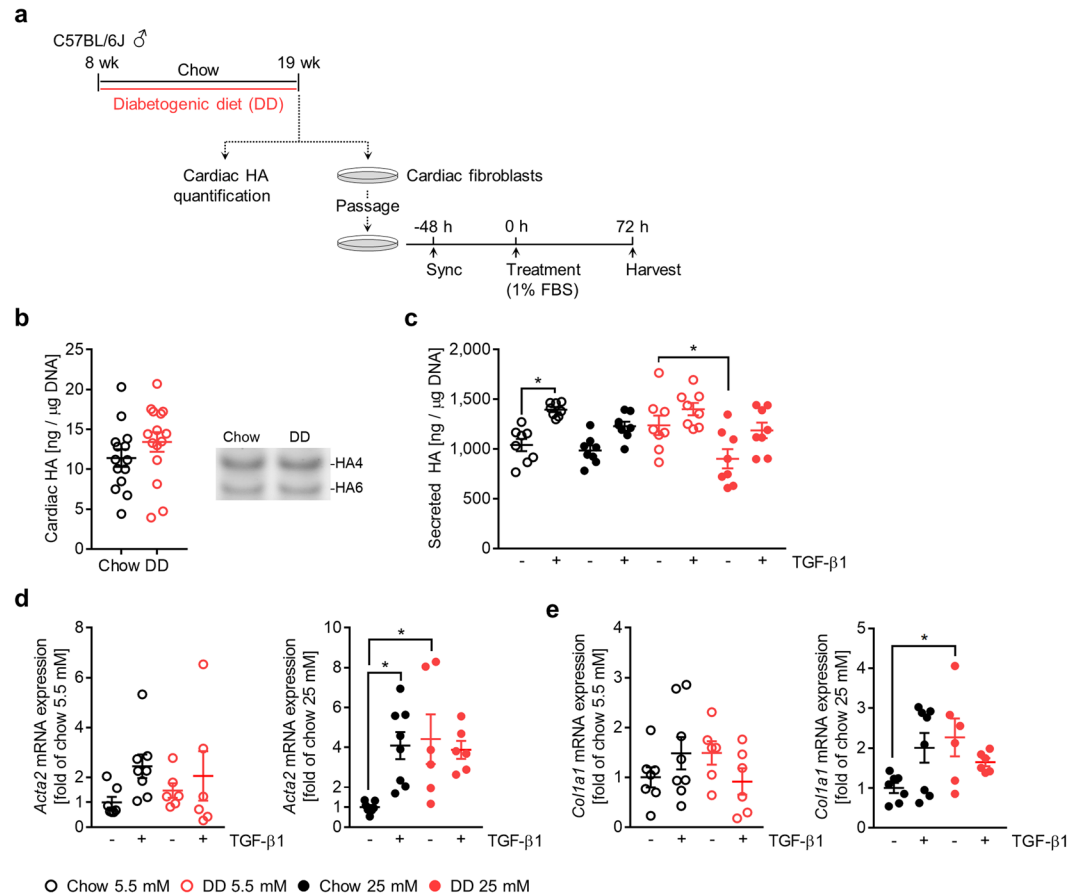 a
C57BL/6J ♂
8 wk
Chow
19 wk
Diabetogenic diet (DD)
Cardiac HA
quantification
Cardiac fibroblasts
Passage
-48 h
0 h
72 h
Sync
Treatment
(1% FBS)
Harvest
b
Cardiac HA [ng / µg DNA]
25
20
15
10
5
0
Chow DD
Chow
DD
-HA4
-HA6
c
Secreted HA [ng / µg DNA]
2,000
1,500
1,000
500
0
*
*
- + - + - + - +
TGF-β1
d
Acta2 mRNA expression
[fold of chow 5.5 mM]
8
6
4
2
0
- + - +
TGF-β1
Acta2 mRNA expression
[fold of chow 25 mM]
10
8
6
4
2
0
*
*
- + - +
TGF-β1
e
Col1a1 mRNA expression
[fold of chow 5.5 mM]
4
3
2
1
0
- + - +
TGF-β1
Col1a1 mRNA expression
[fold of chow 25 mM]
5
4
3
2
1
0
*
- + - +
TGF-β1
Chow 5.5 mM
DD 5.5 mM
Chow 25 mM
DD 25 mM